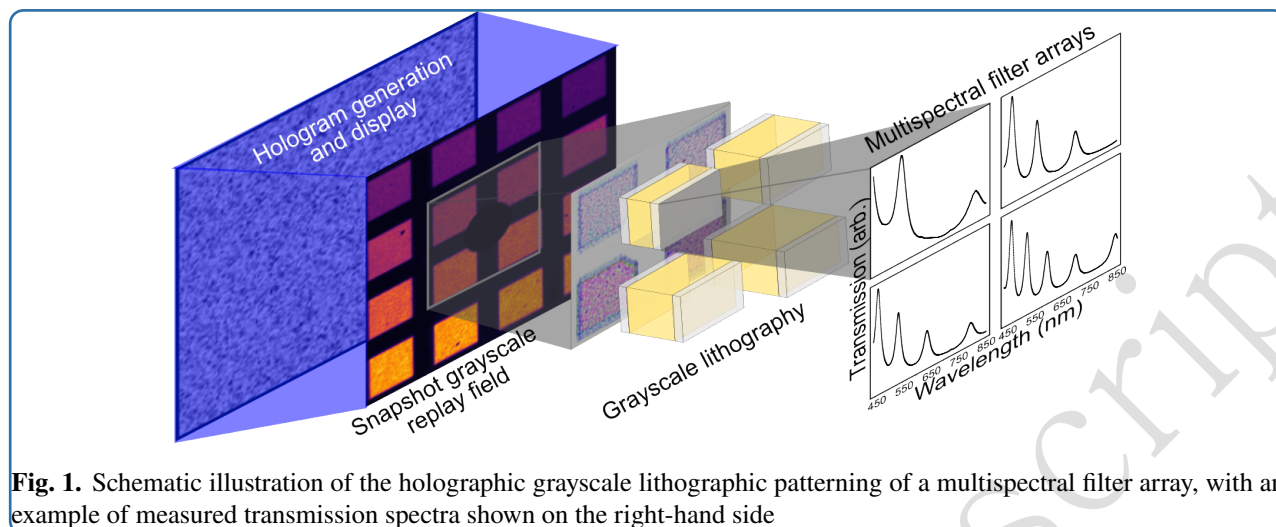 Hologram generation
and display
Snapshot grayscale
replay field
Grayscale lithography
Multispectral filter arrays
Transmission (arb.)
450 550 650 750 850
450 550 650 750 850
Wavelength (nm)
script
Fig. 1. Schematic illustration of the holographic grayscale lithographic patterning of a multispectral filter array, with an
example of measured transmission spectra shown on the right-hand side